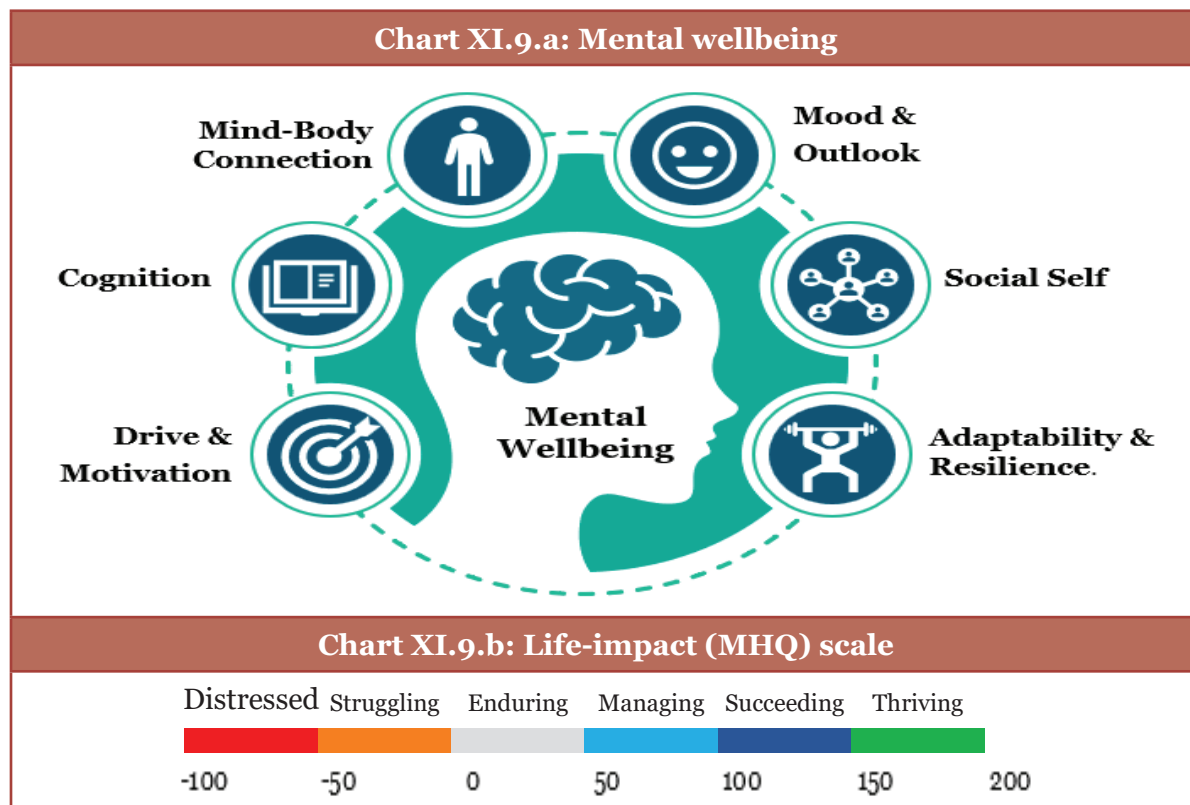 Chart XI.9.a: Mental wellbeing
Mind-Body
Connection
Mood &
Outlook
Cognition
Social Self
Drive &
Motivation
Mental
Wellbeing
Adaptability &
Resilience.
Chart XI.9.b: Life-impact (MHQ) scale
Distressed Struggling Enduring Managing Succeeding Thriving
-100 -50 0 50 100 150 200